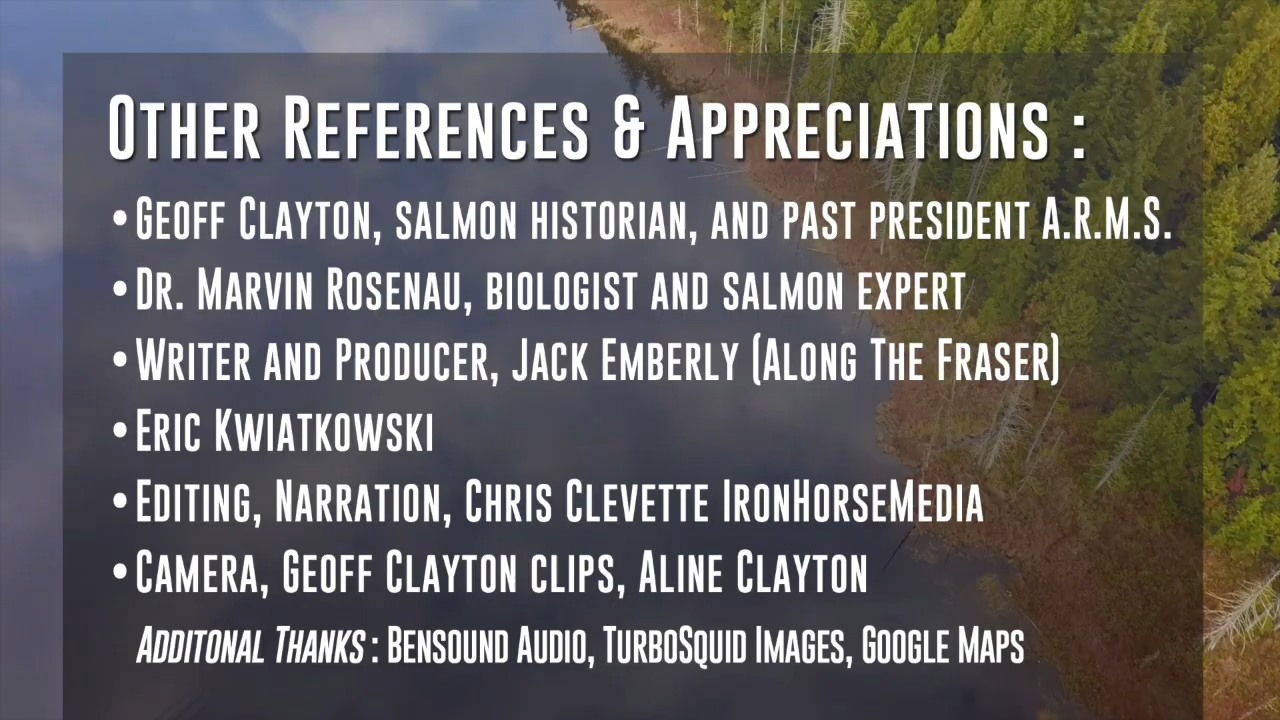 Other References & Appreciations :
• Geoff Clayton, salmon historian, and past president A.R.M.S.
• Dr. Marvin Rosenau, biologist and salmon expert
• Writer and Producer, Jack Emberly (Along The Fraser)
• Eric Kwiatkowski
• Editing, Narration, Chris Clevette IronHorseMedia
• Camera, Geoff Clayton clips, Aline Clayton
Additonal Thanks : Bensound Audio, TurboSquid Images, Google Maps